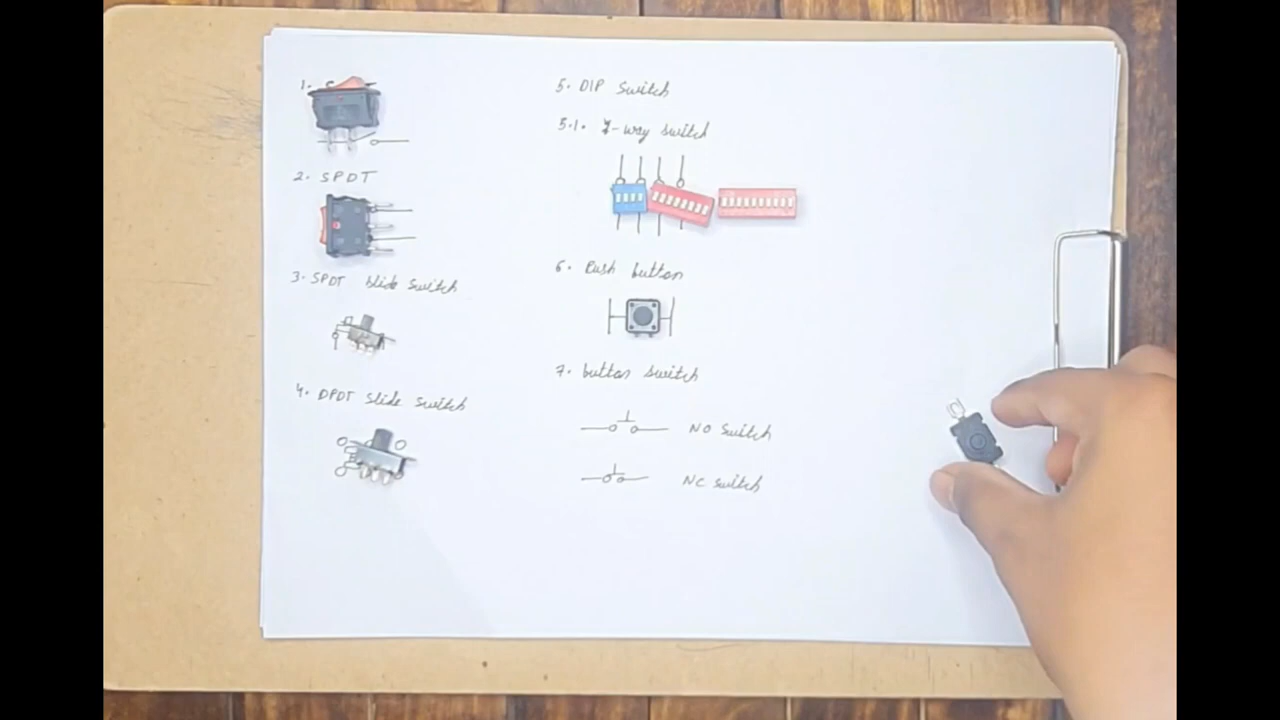 1. S
2. SPDT
3. SPDT slide switch
4. DPDT slide switch
5. DIP Switch
5.1. 7-way switch
6. Push button
7. button switch
NO Switch
NC switch